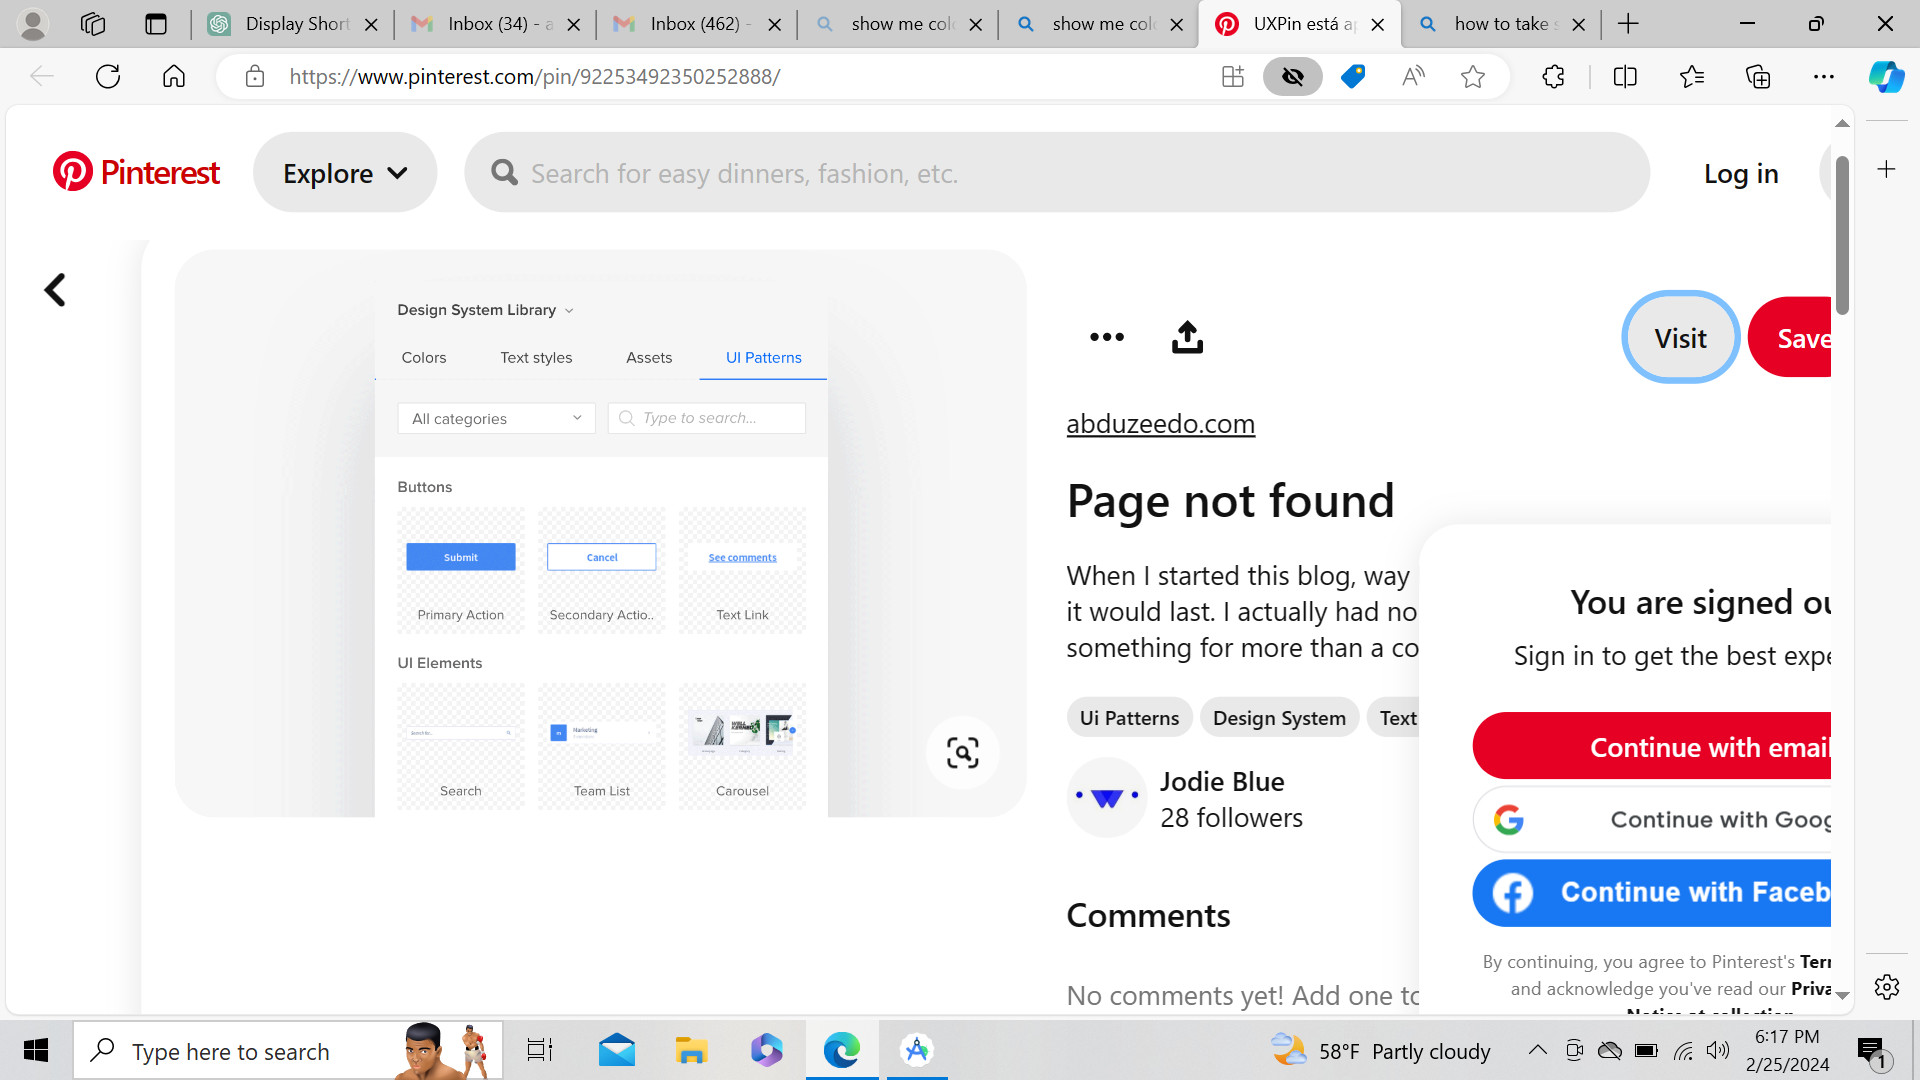 Display Short
Inbox (34) - a
Inbox (462) -
show me colo
show me colo
UXPin está ap
how to take s
https://www.pinterest.com/pin/92253492350252888/
Pinterest
Explore
Search for easy dinners, fashion, etc.
Log in
Design System Library
Colors
Text styles
Assets
UI Patterns
All categories
Type to search...
Buttons
Submit
Cancel
See comments
Primary Action
Secondary Actio..
Text Link
UI Elements
Marketing
Search
Team List
Carousel
Visit
Save
abduzeedo.com
Page not found
When I started this blog, way
it would last. I actually had no
something for more than a co
Ui Patterns
Design System
Text
Jodie Blue
28 followers
Comments
No comments yet! Add one to
You are signed ou
Sign in to get the best expe
Continue with email
Continue with Goog
Continue with Faceb
By continuing, you agree to Pinterest's Terr
and acknowledge you've read our Priva
Notice at collection
Type here to search
58°F Partly cloudy
6:17 PM
2/25/2024
1